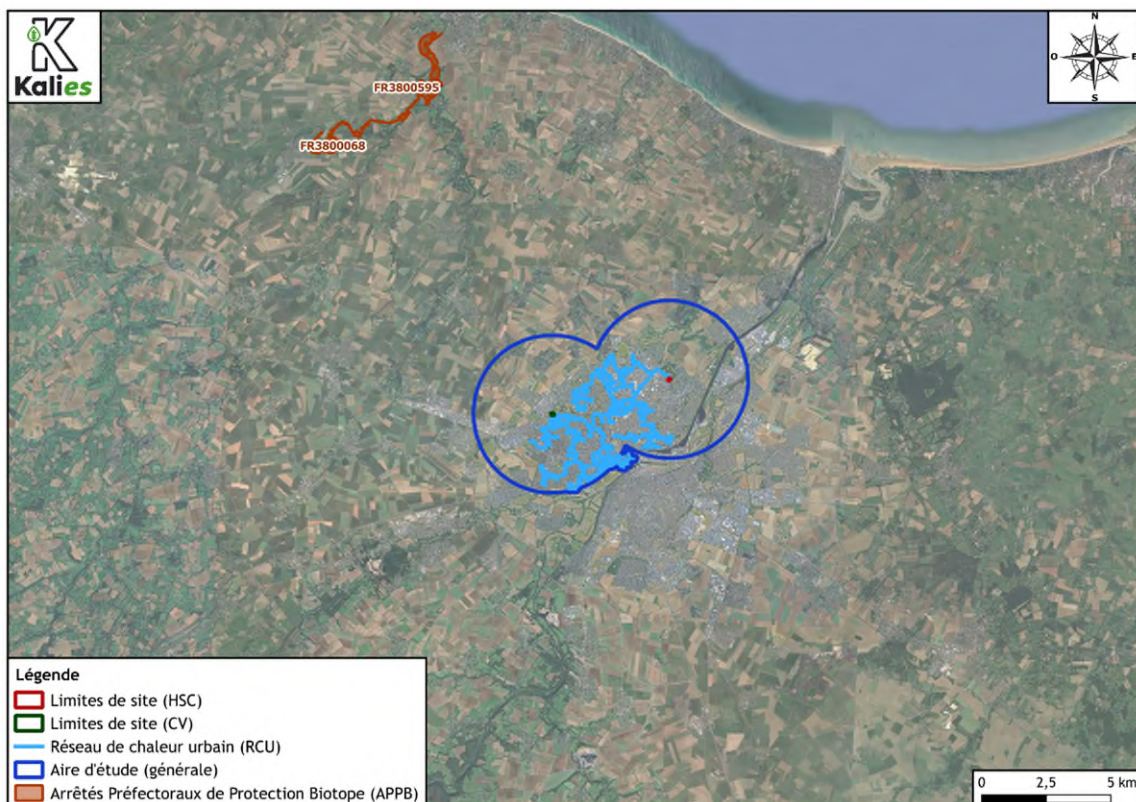 Kalies
N
O
E
S
FR3800595
FR3800068
Légende
Limites de site (HSC)
Limites de site (CV)
Réseau de chaleur urbain (RCU)
Aire d'étude (générale)
Arrêtés Préfectoraux de Protection Biotope (APPB)
0 2,5 5 km